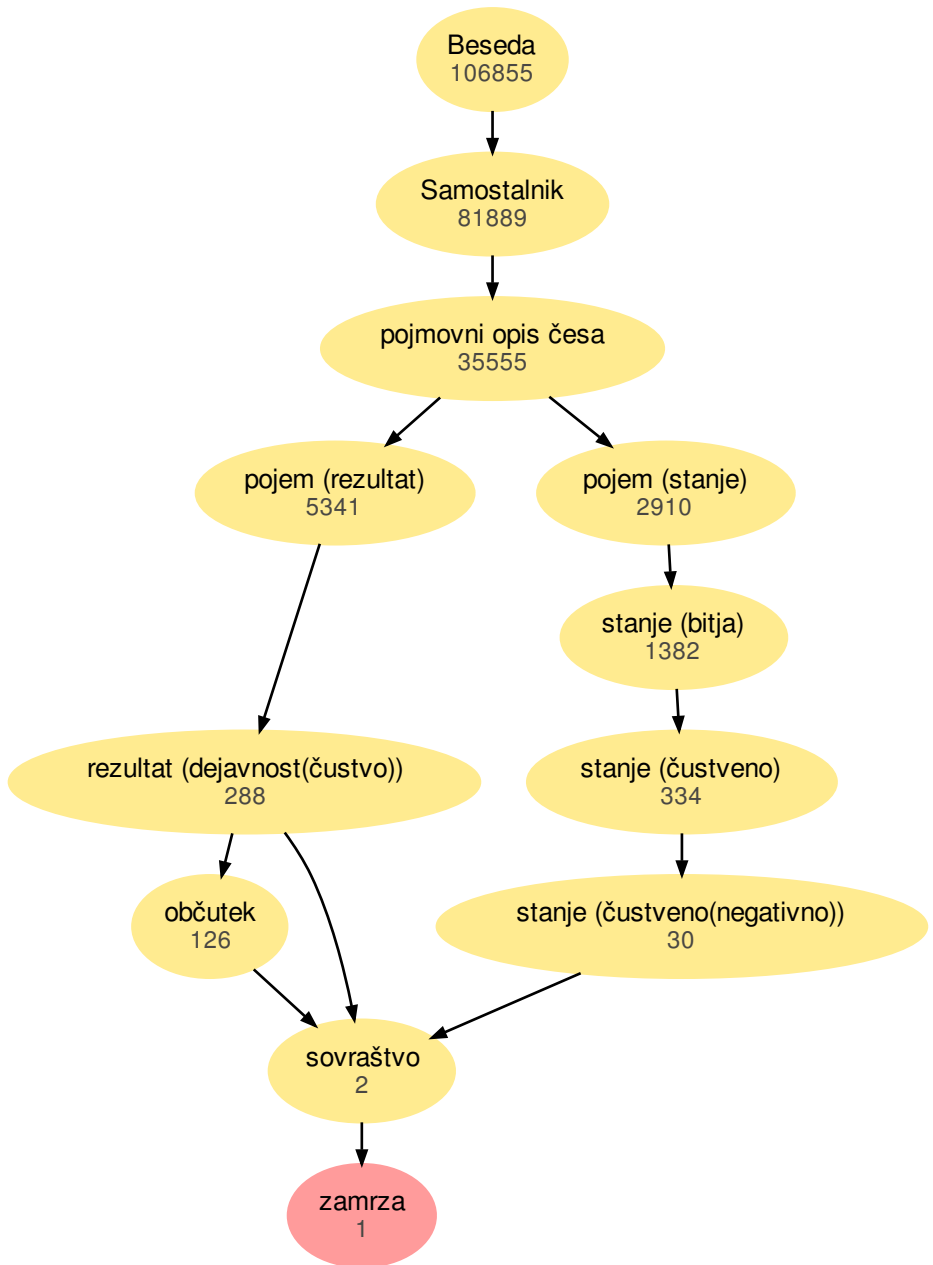 Beseda
106855
Samostalnik
81889
pojmovni opis česa
35555
pojem (rezultat)
5341
pojem (stanje)
2910
stanje (bitja)
1382
rezultat (dejavnost(čustvo))
288
stanje (čustveno)
334
občutek
126
stanje (čustveno(negativno))
30
sovraštvo
2
zamrza
1